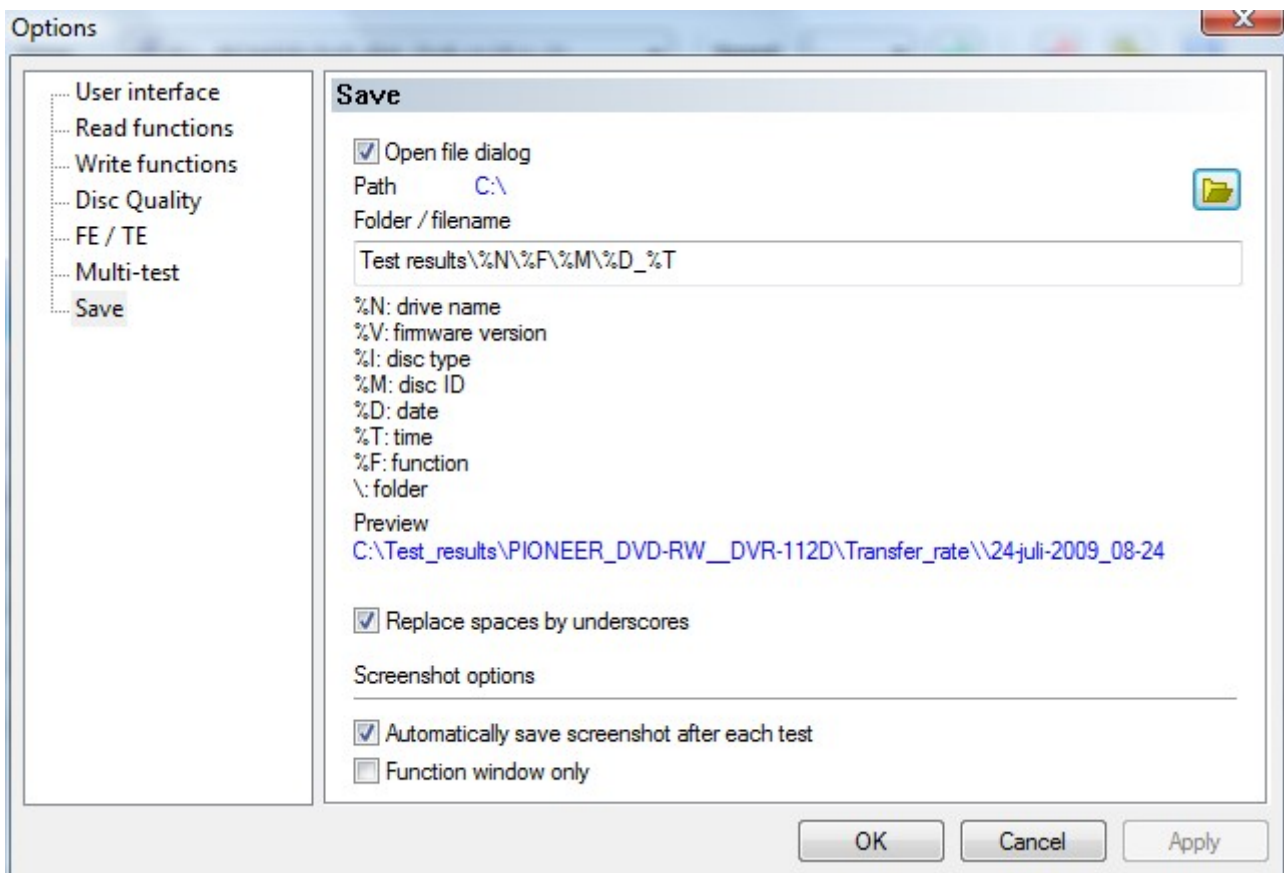 Options
User interface
Read functions
Write functions
Disc Quality
FE / TE
Multi-test
Save
Save
Open file dialog
Path C:\
Folder / filename
Test results\%N\%F\%M\%D_%T
%N: drive name
%V: firmware version
%I: disc type
%M: disc ID
%D: date
%T: time
%F: function
\: folder
Preview
C:\Test_results\PIONEER_DVD-RW__DVR-112D\Transfer_rate\\24-juli-2009_08-24
Replace spaces by underscores
Screenshot options
Automatically save screenshot after each test
Function window only
OK Cancel Apply